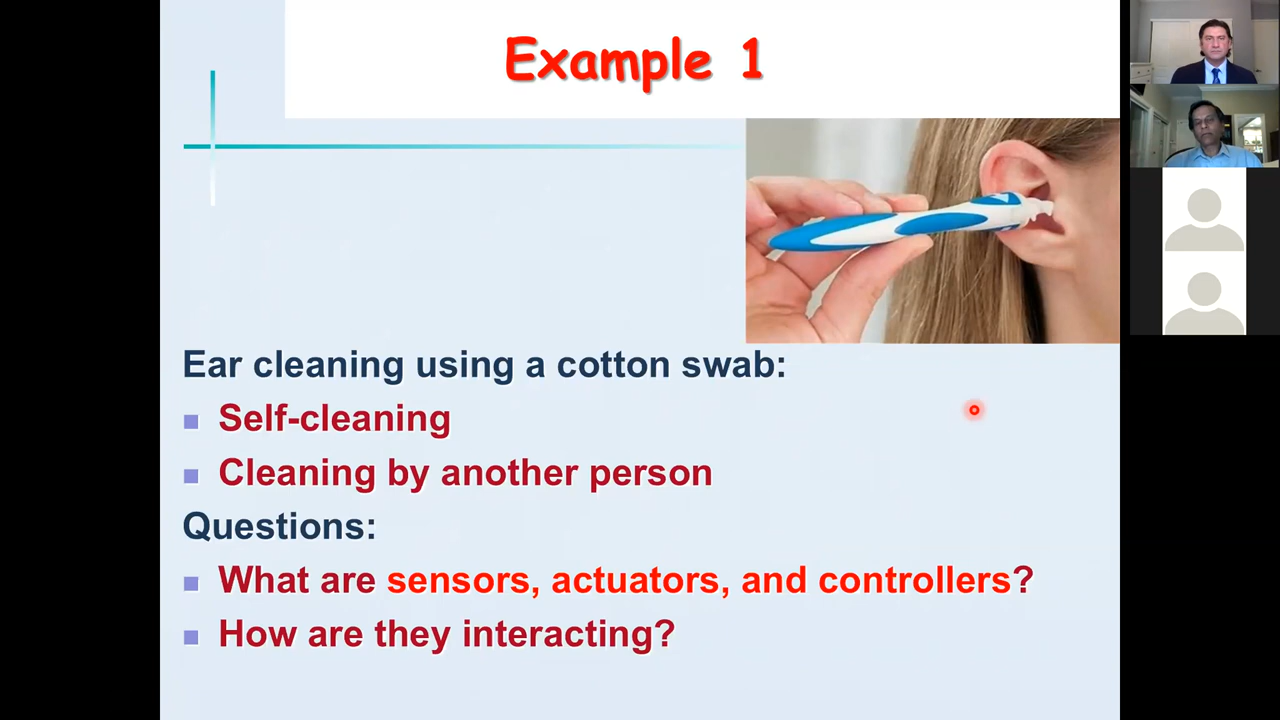 Example 1
Ear cleaning using a cotton swab:
Self-cleaning
Cleaning by another person
Questions:
What are sensors, actuators, and controllers?
How are they interacting?